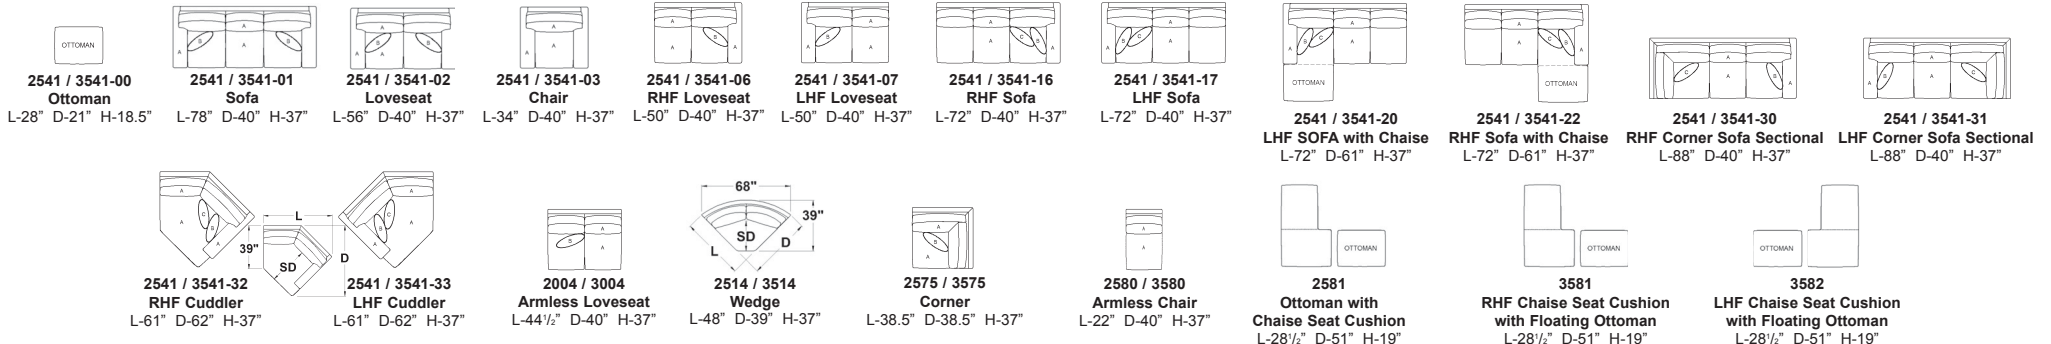 OTTOMAN
2541 / 3541-00
Ottoman
L-28” D-21” H-18.5”
A
A B A B A
2541 / 3541-01
Sofa
L-78” D-40” H-37”
A
A B A B A
2541 / 3541-02
Loveseat
L-56” D-40” H-37”
A
A A
2541 / 3541-03
Chair
L-34” D-40” H-37”
A
A B A
2541 / 3541-06
RHF Loveseat
L-50” D-40” H-37”
A
A B A
2541 / 3541-07
LHF Loveseat
L-50” D-40” H-37”
A
A C B A
2541 / 3541-16
RHF Sofa
L-72” D-40” H-37”
A
A B C A
2541 / 3541-17
LHF Sofa
L-72” D-40” H-37”
A
A B C A
OTTOMAN
2541 / 3541-20
LHF SOFA with Chaise
L-72” D-61” H-37”
A
A C B A
OTTOMAN
2541 / 3541-22
RHF Sofa with Chaise
L-72” D-61” H-37”
A
C A B A
2541 / 3541-30
RHF Corner Sofa Sectional
L-88” D-40” H-37”
A
A B A C
2541 / 3541-31
LHF Corner Sofa Sectional
L-88” D-40” H-37”
A
A C B A
2541 / 3541-32
RHF Cuddler
L-61” D-62” H-37”
L
39"
SD
D
A
C A B A
2541 / 3541-33
LHF Cuddler
L-61” D-62” H-37”
A
B A
2004 / 3004
Armless Loveseat
L-44½” D-40” H-37”
68"
39"
SD
L D
2514 / 3514
Wedge
L-48” D-39” H-37”
A
B
A
2575 / 3575
Corner
L-38.5” D-38.5” H-37”
A
A
2580 / 3580
Armless Chair
L-22” D-40” H-37”
OTTOMAN
2581
Ottoman with
Chaise Seat Cushion
L-28½” D-51” H-19”
OTTOMAN
3581
RHF Chaise Seat Cushion
with Floating Ottoman
L-28½” D-51” H-19”
OTTOMAN
3582
LHF Chaise Seat Cushion
with Floating Ottoman
L-28½” D-51” H-19”